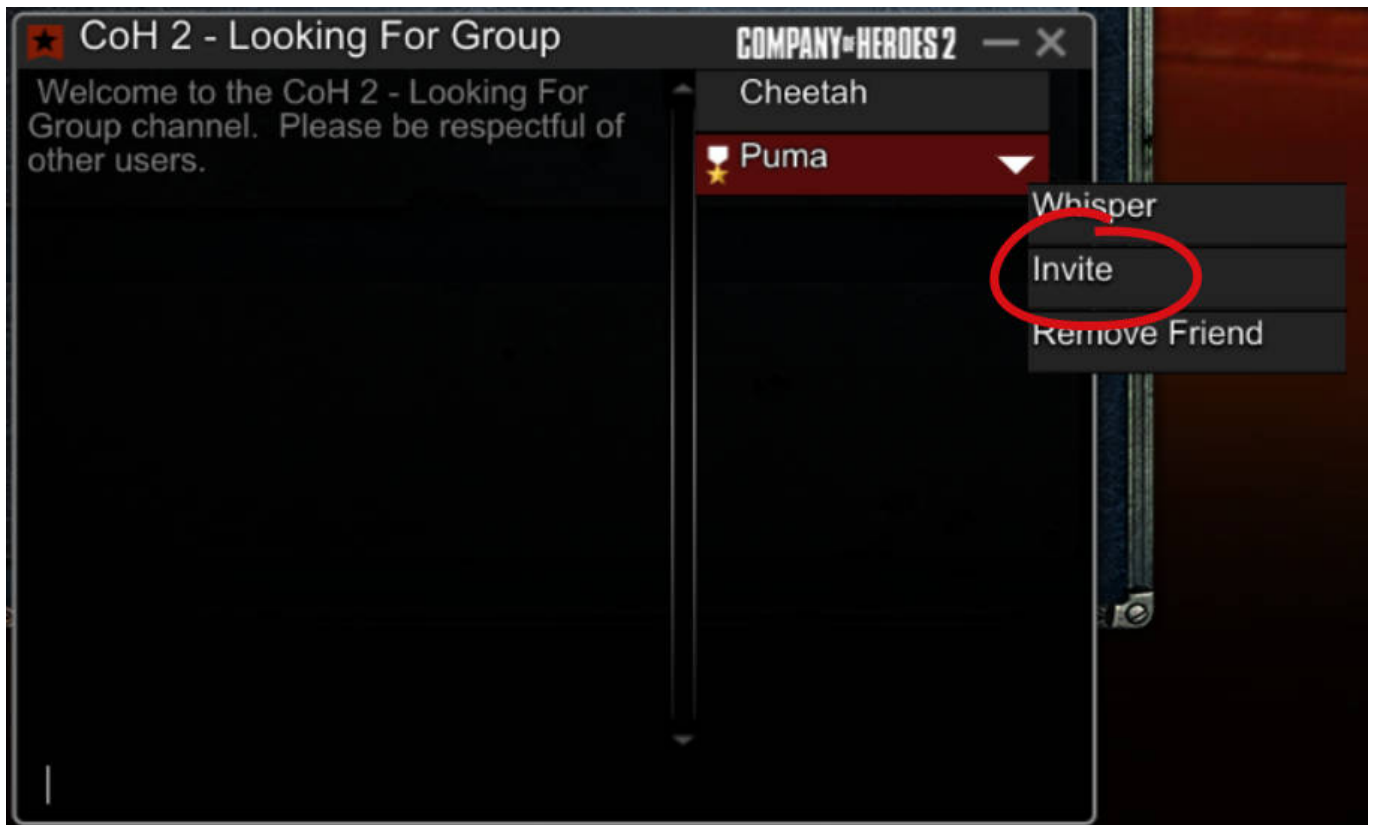 CoH 2 - Looking For Group
COMPANY OF HEROES 2
Welcome to the CoH 2 - Looking For
Group channel.  Please be respectful of
other users.
Cheetah
Puma
Whisper
Invite
Remove Friend